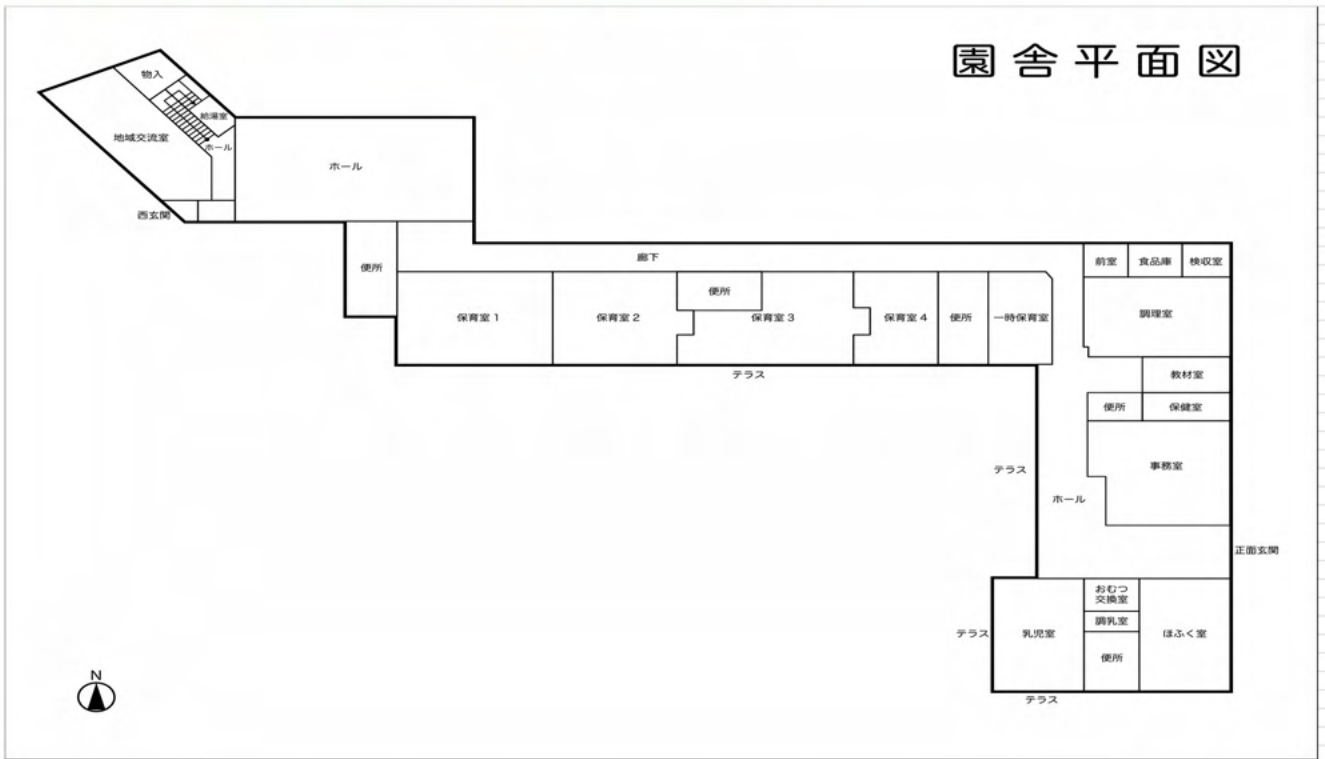 園舎平面図
物入
給湯室
地域交流室
ホール
ホール
西玄関
便所
廊下
前室
食品庫
検収室
便所
保育室1
保育室2
保育室3
保育室4
便所
一時保育室
調理室
テラス
教材室
便所
保健室
テラス
事務室
ホール
正面玄関
おむつ
交換室
調乳室
テラス
乳児室
ほふく室
便所
テラス
N